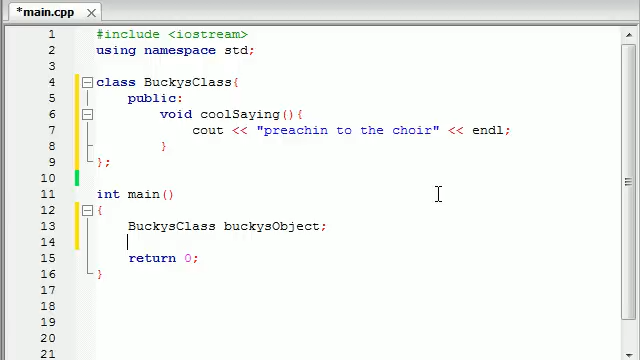 *main.cpp
1 #include <iostream>
2 using namespace std;
3
4 class BuckysClass{
5 public:
6 void coolSaying(){
7 cout << "preachin to the choir" << endl;
8 }
9 };
10
11 int main()
12 {
13 BuckysClass buckysObject;
14
15 return 0;
16 }
17
18
19
20
21